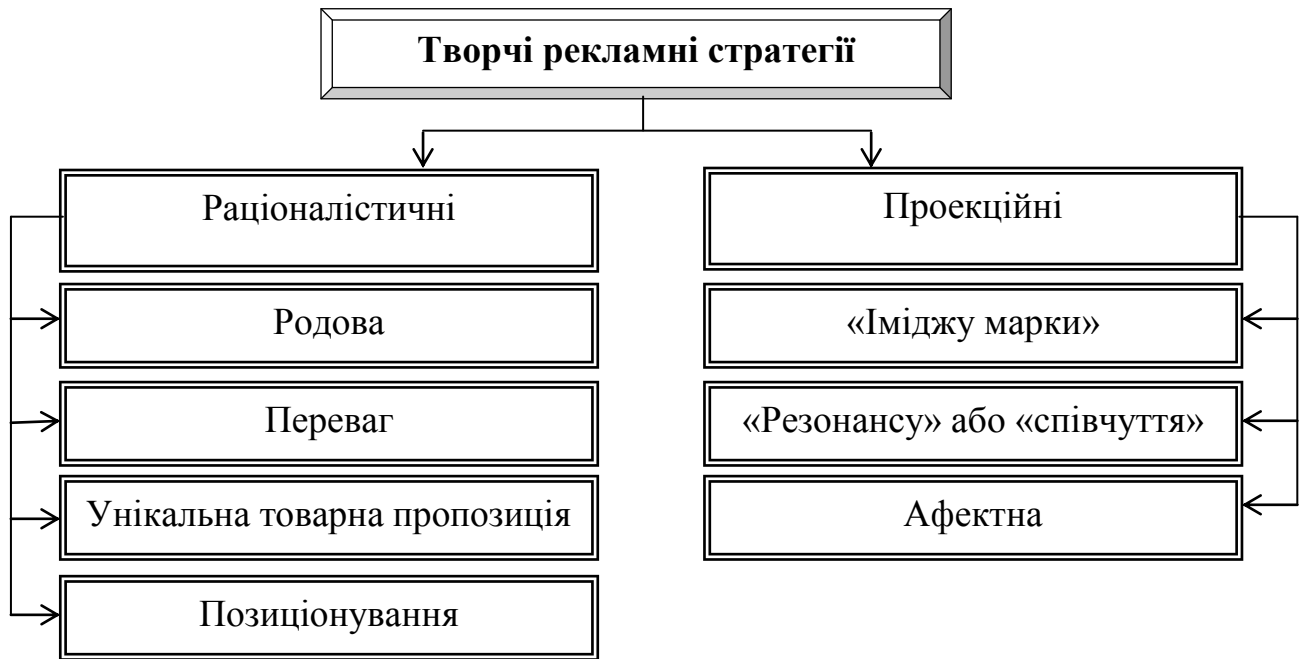 Творчі рекламні стратегії
Раціоналістичні
Родова
Переваг
Унікальна товарна пропозиція
Позиціонування
Проекційні
«Іміджу марки»
«Резонансу» або «співчуття»
Афектна